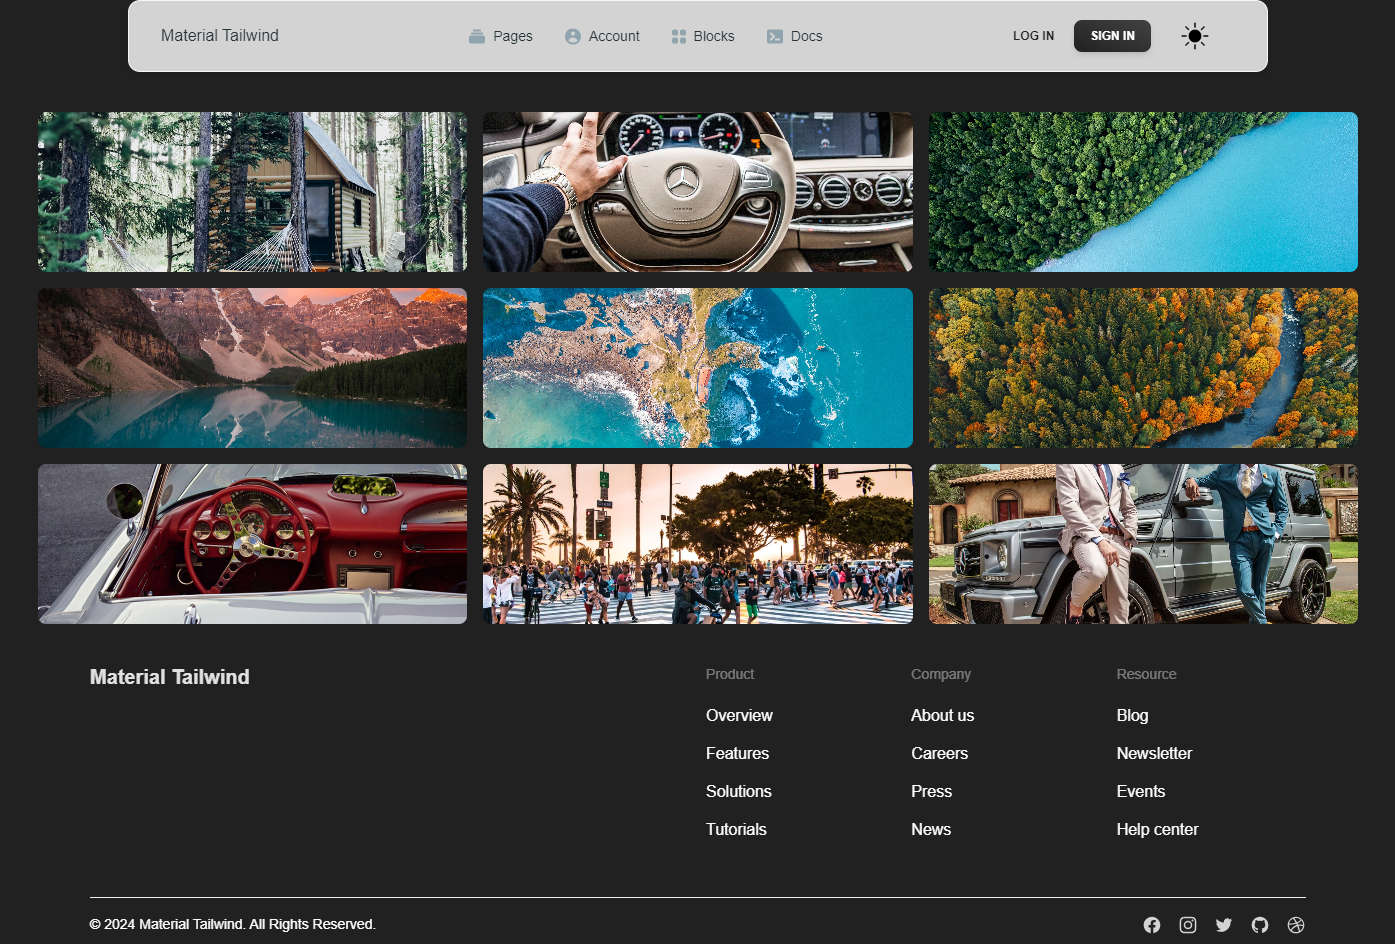 Material Tailwind
Pages
Account
Blocks
Docs
LOG IN
SIGN IN
Material Tailwind
Product
Overview
Features
Solutions
Tutorials
Company
About us
Careers
Press
News
Resource
Blog
Newsletter
Events
Help center
© 2024 Material Tailwind. All Rights Reserved.